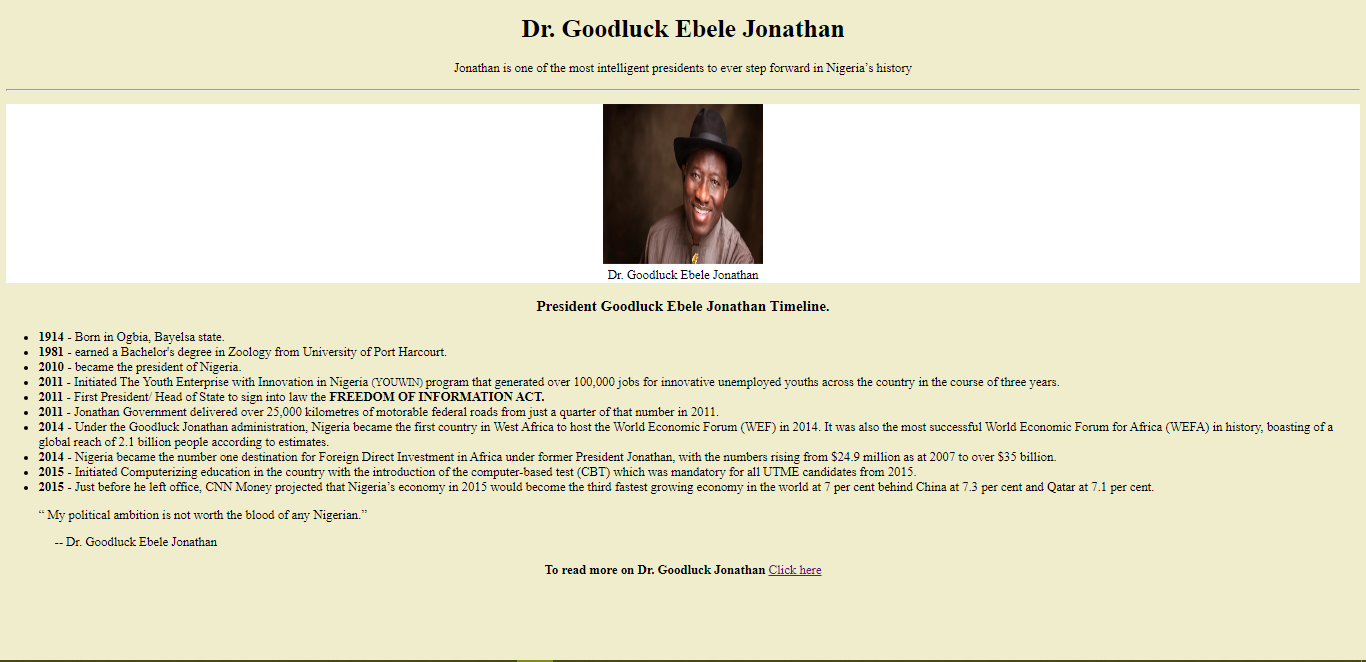 Dr. Goodluck Ebele Jonathan
Jonathan is one of the most intelligent presidents to ever step forward in Nigeria’s history
Dr. Goodluck Ebele Jonathan
President Goodluck Ebele Jonathan Timeline.
• 1914 - Born in Ogbia, Bayelsa state.
• 1981 - earned a Bachelor's degree in Zoology from University of Port Harcourt.
• 2010 - became the president of Nigeria.
• 2011 - Initiated The Youth Enterprise with Innovation in Nigeria (YOUWIN) program that generated over 100,000 jobs for innovative unemployed youths across the country in the course of three years.
• 2011 - First President/ Head of State to sign into law the FREEDOM OF INFORMATION ACT.
• 2011 - Jonathan Government delivered over 25,000 kilometres of motorable federal roads from just a quarter of that number in 2011.
• 2014 - Under the Goodluck Jonathan administration, Nigeria became the first country in West Africa to host the World Economic Forum (WEF) in 2014. It was also the most successful World Economic Forum for Africa (WEFA) in history, boasting of a
global reach of 2.1 billion people according to estimates.
• 2014 - Nigeria became the number one destination for Foreign Direct Investment in Africa under former President Jonathan, with the numbers rising from $24.9 million as at 2007 to over $35 billion.
• 2015 - Initiated Computerizing education in the country with the introduction of the computer-based test (CBT) which was mandatory for all UTME candidates from 2015.
• 2015 - Just before he left office, CNN Money projected that Nigeria’s economy in 2015 would become the third fastest growing economy in the world at 7 per cent behind China at 7.3 per cent and Qatar at 7.1 per cent.
“ My political ambition is not worth the blood of any Nigerian.”
-- Dr. Goodluck Ebele Jonathan
To read more on Dr. Goodluck Jonathan Click here